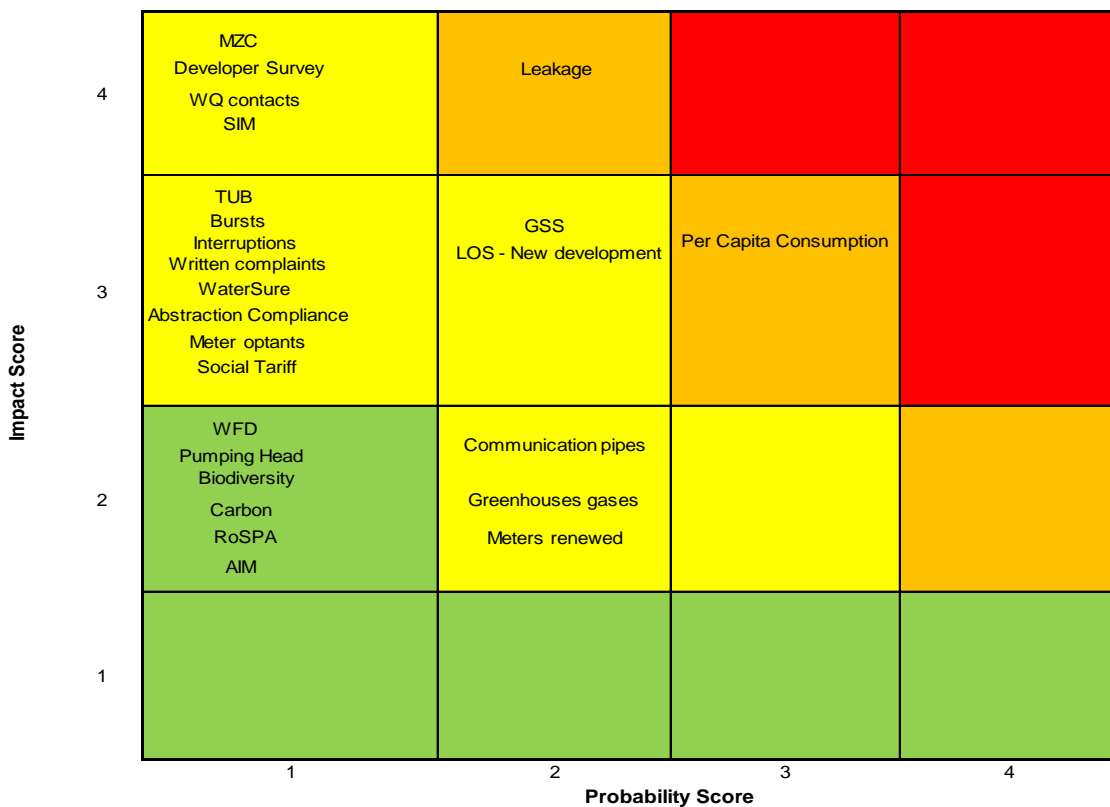 MZC
Developer Survey
WQ contacts
SIM
Leakage
4
TUB
Bursts
Interruptions
Written complaints
WaterSure
Abstraction Compliance
Meter optants
Social Tariff
GSS
LOS - New development
Per Capita Consumption
3
WFD
Pumping Head
Biodiversity
Carbon
RoSPA
AIM
Communication pipes
Greenhouses gases
Meters renewed
2
1
Impact Score
1
2
3
4
Probability Score